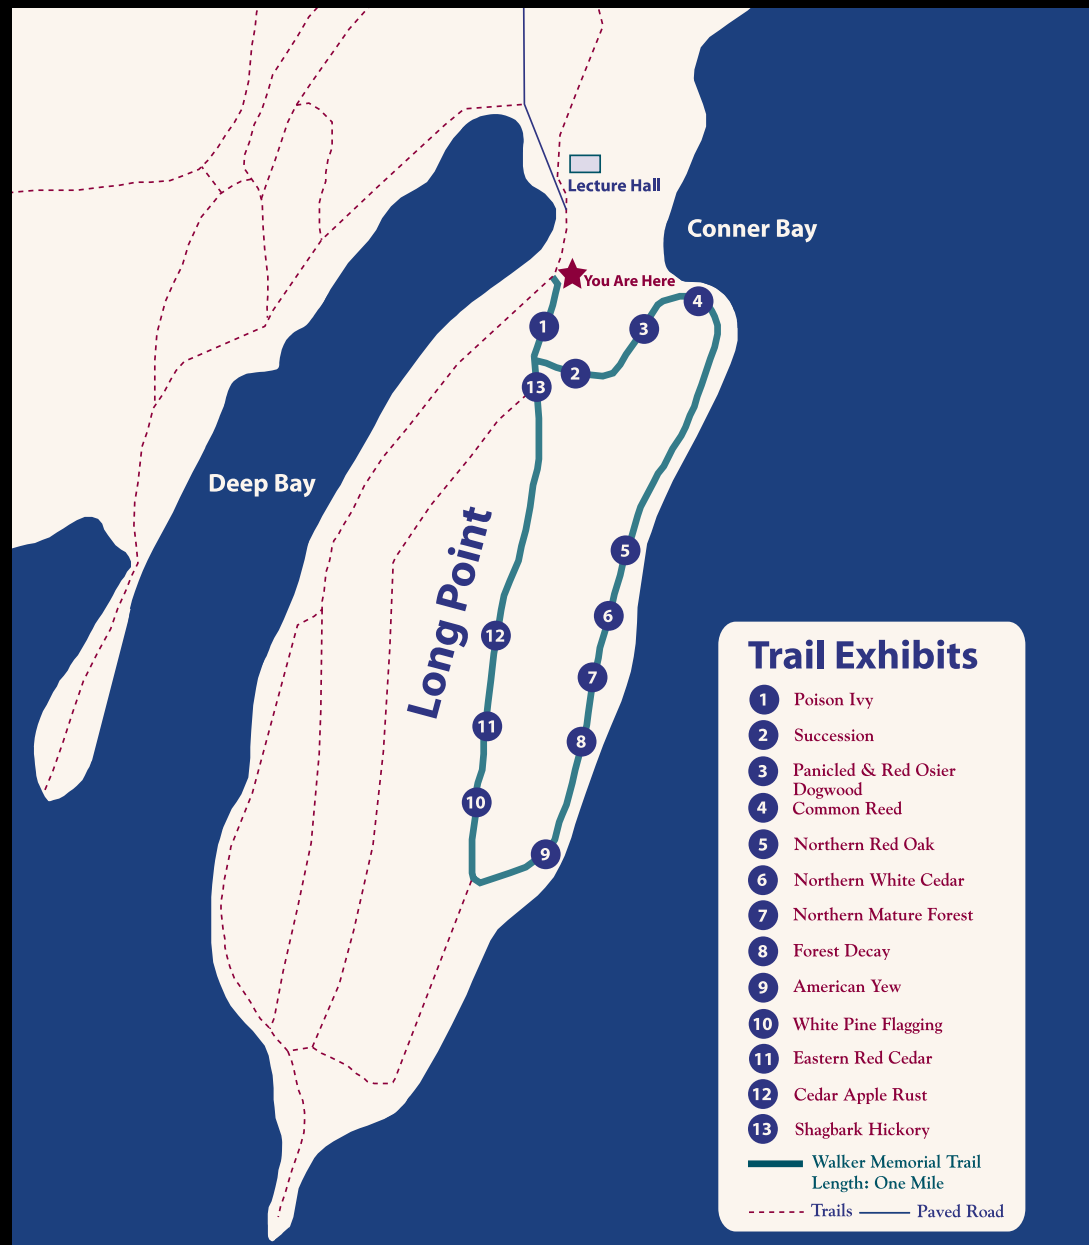 Lecture Hall
Conner Bay
You Are Here
4
1
3
2
13
Deep Bay
Long Point
5
6
12
7
11
8
10
9
Trail Exhibits
1 Poison Ivy
2 Succession
3 Panicled & Red Osier
Dogwood
4 Common Reed
5 Northern Red Oak
6 Northern White Cedar
7 Northern Mature Forest
8 Forest Decay
9 American Yew
10 White Pine Flagging
11 Eastern Red Cedar
12 Cedar Apple Rust
13 Shagbark Hickory
Walker Memorial Trail
Length: One Mile
Trails Paved Road